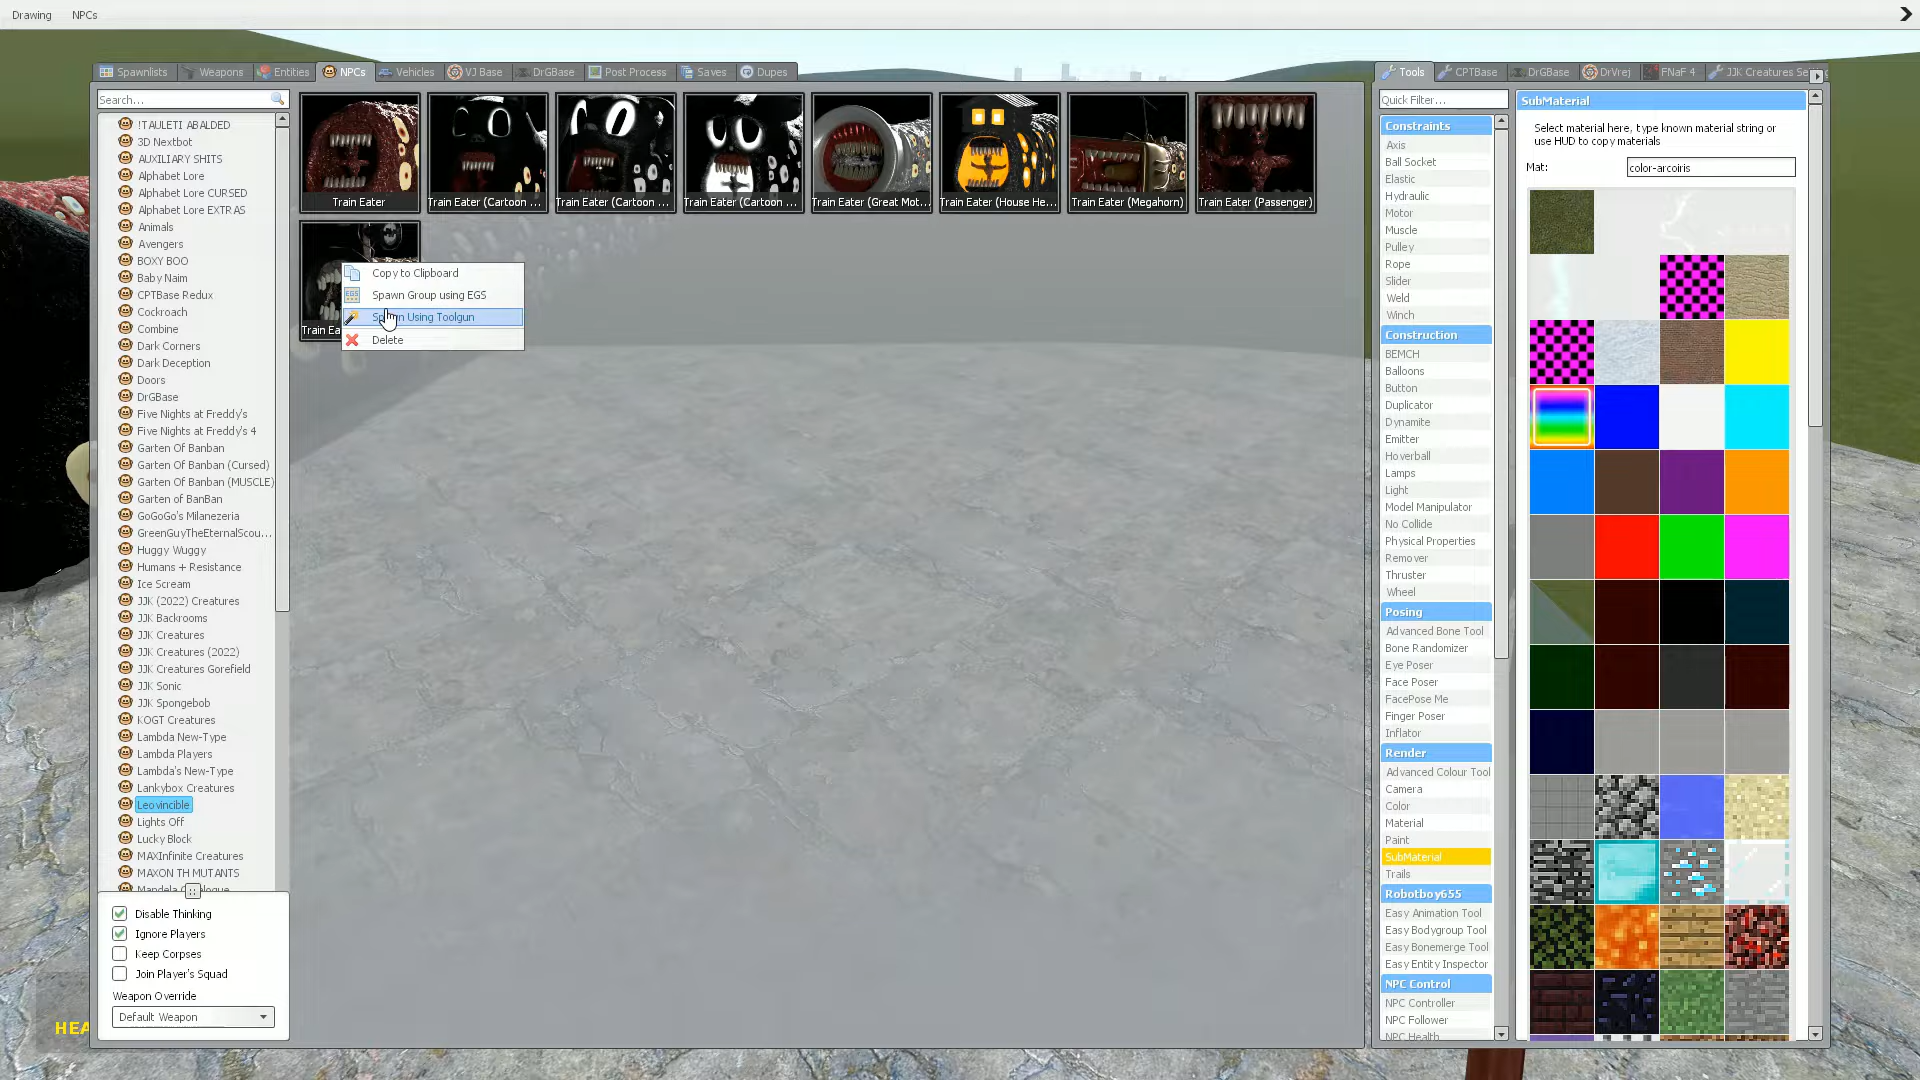 Drawing
NPCs
Spawnlists
Weapons
Entities
NPCs
Vehicles
VJ Base
DrGBase
Post Process
Saves
Dupes
Search...
!TAULETI ABALDED
3D Nextbot
AUXILIARY SHITS
Alphabet Lore
Alphabet Lore CURSED
Alphabet Lore EXTRAS
Animals
Avengers
BOXY BOO
Baby Naim
CPTBase Redux
Cockroach
Combine
Dark Corners
Dark Deception
Doors
DrGBase
Five Nights at Freddy's
Five Nights at Freddy's 4
Garten Of Banban
Garten Of Banban (Cursed)
Garten Of Banban (MUSCLE)
Garten of BanBan
GoGoGo's Milanezeria
GreenGuyTheEternalScou...
Huggy Wuggy
Humans + Resistance
Ice Scream
JJK (2022) Creatures
JJK Backrooms
JJK Creatures
JJK Creatures (2022)
JJK Creatures Gorefield
JJK Sonic
JJK Spongebob
KOGT Creatures
Lambda New-Type
Lambda Players
Lambda's New-Type
Lankybox Creatures
Leovincible
Lights Off
Lucky Block
MAXInfinite Creatures
MAXON TH MUTANTS
Disable Thinking
Ignore Players
Keep Corpses
Join Player's Squad
Weapon Override
Default Weapon
HEA
Train Eater
Train Eater (Cartoon ...
Train Eater (Cartoon ...
Train Eater (Cartoon ...
Train Eater (Great Mot...
Train Eater (House He...
Train Eater (Megahorn)
Train Eater (Passenger)
Train Ea
Copy to Clipboard
Spawn Group using EGS
Using Toolgun
Delete
Tools
CPTBase
DrGBase
DrVrej
FNaF 4
JJK Creatures Se
Quick Filter...
Constraints
Axis
Ball Socket
Elastic
Hydraulic
Motor
Muscle
Pulley
Rope
Slider
Weld
Winch
Construction
BEMCH
Balloons
Button
Duplicator
Dynamite
Emitter
Hoverball
Lamps
Light
Model Manipulator
No Collide
Physical Properties
Remover
Thruster
Wheel
Posing
Advanced Bone Tool
Bone Randomizer
Eye Poser
Face Poser
FacePose Me
Finger Poser
Inflator
Render
Advanced Colour Tool
Camera
Color
Material
Paint
SubMaterial
Trails
Robotboy655
Easy Animation Tool
Easy Bodygroup Tool
Easy Bonemerge Tool
Easy Entity Inspector
NPC Control
NPC Controller
NPC Follower
NPC Health
SubMaterial
Select material here, type known material string or
use HUD to copy materials
Mat:
color-arcoiris